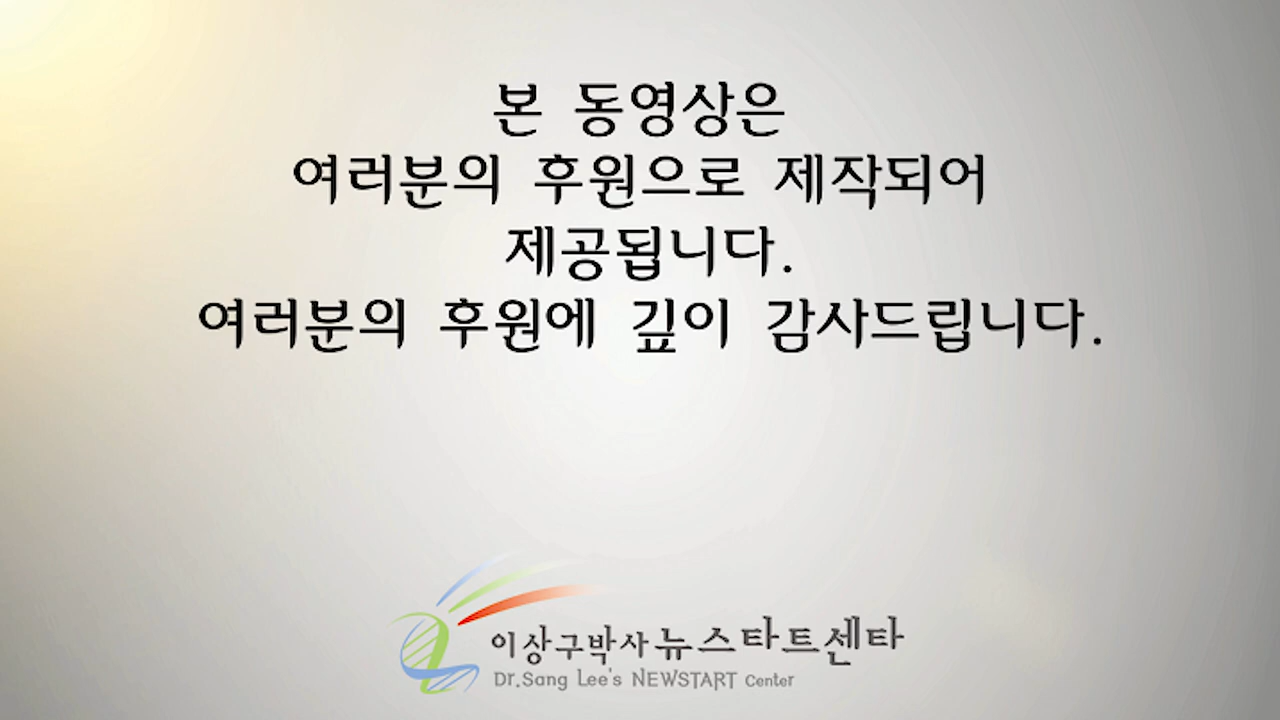 본 동영상은
여러분의 후원으로 제작되어
제공됩니다.
여러분의 후원에 깊이 감사드립니다.
이상구박사 뉴스타트센타
Dr.Sang Lee's NEWSTART Center